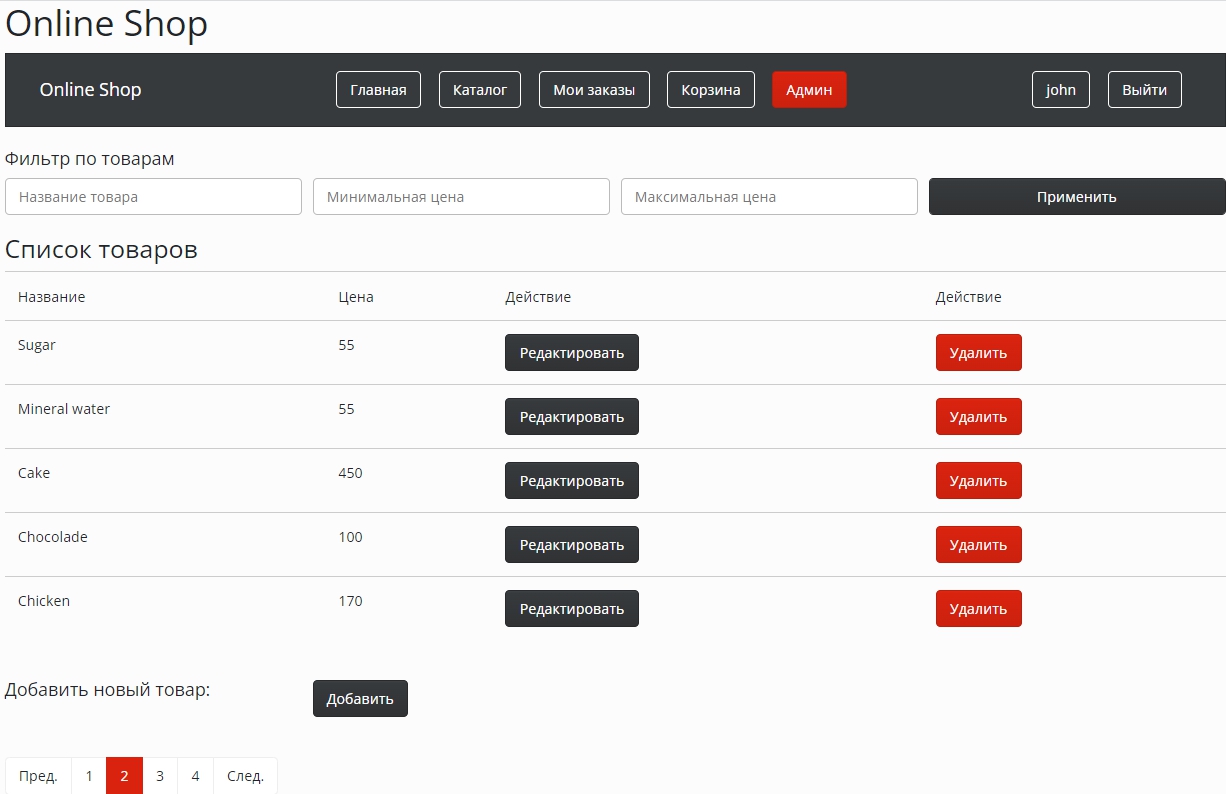 Online Shop
Online Shop Главная Каталог Мои заказы Корзина Админ john Выйти
Фильтр по товарам
Название товара Минимальная цена Максимальная цена Применить
Список товаров
Название Цена Действие Действие
Sugar 55 Редактировать Удалить
Mineral water 55 Редактировать Удалить
Cake 450 Редактировать Удалить
Chocolade 100 Редактировать Удалить
Chicken 170 Редактировать Удалить
Добавить новый товар: Добавить
Пред. 1 2 3 4 След.